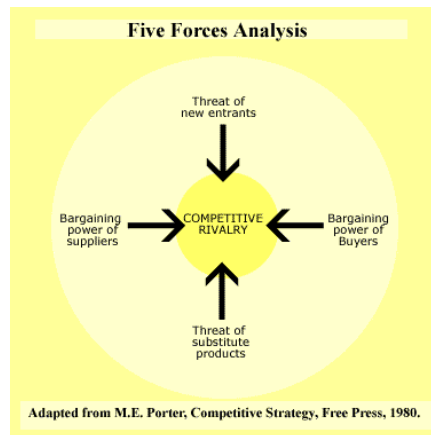 Five Forces Analysis
Threat of
new entrants
Bargaining
power of
suppliers
COMPETITIVE
RIVALRY
Bargaining
power of
Buyers
Threat of
substitute
products
Adapted from M.E. Porter, Competitive Strategy, Free Press, 1980.